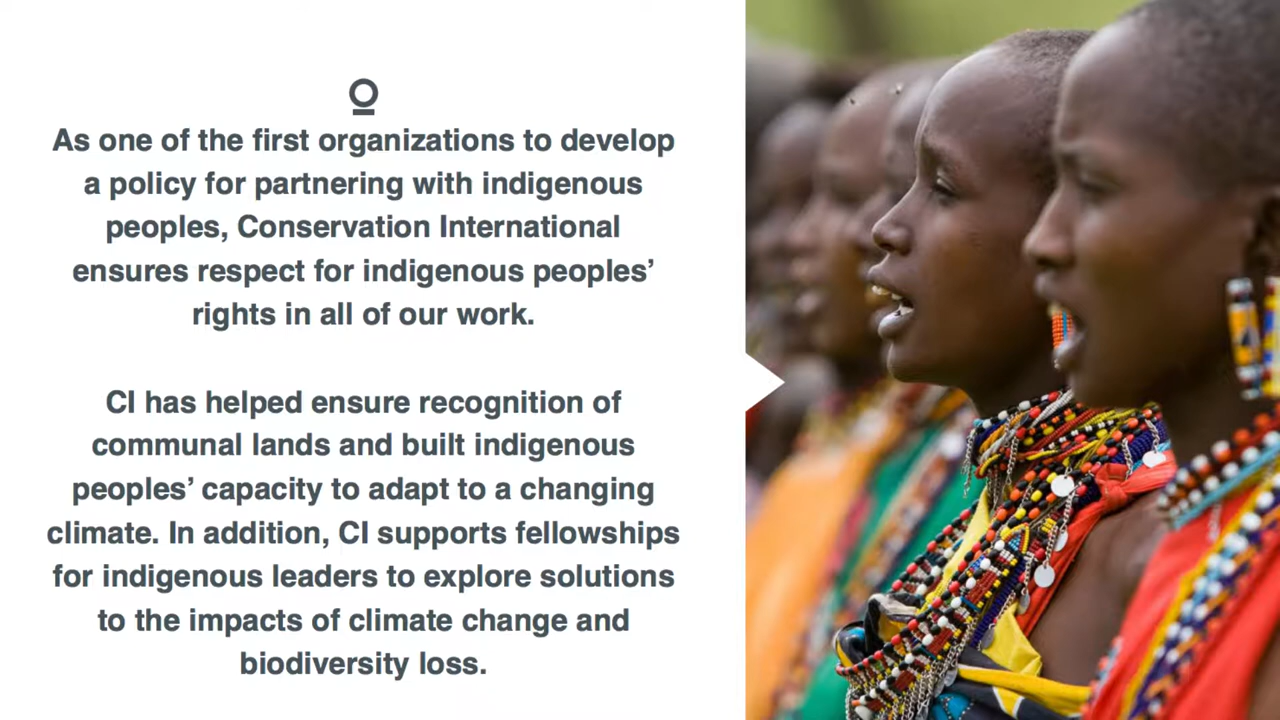 As one of the first organizations to develop
a policy for partnering with indigenous
peoples, Conservation International
ensures respect for indigenous peoples’
rights in all of our work.
CI has helped ensure recognition of
communal lands and built indigenous
peoples’ capacity to adapt to a changing
climate. In addition, CI supports fellowships
for indigenous leaders to explore solutions
to the impacts of climate change and
biodiversity loss.